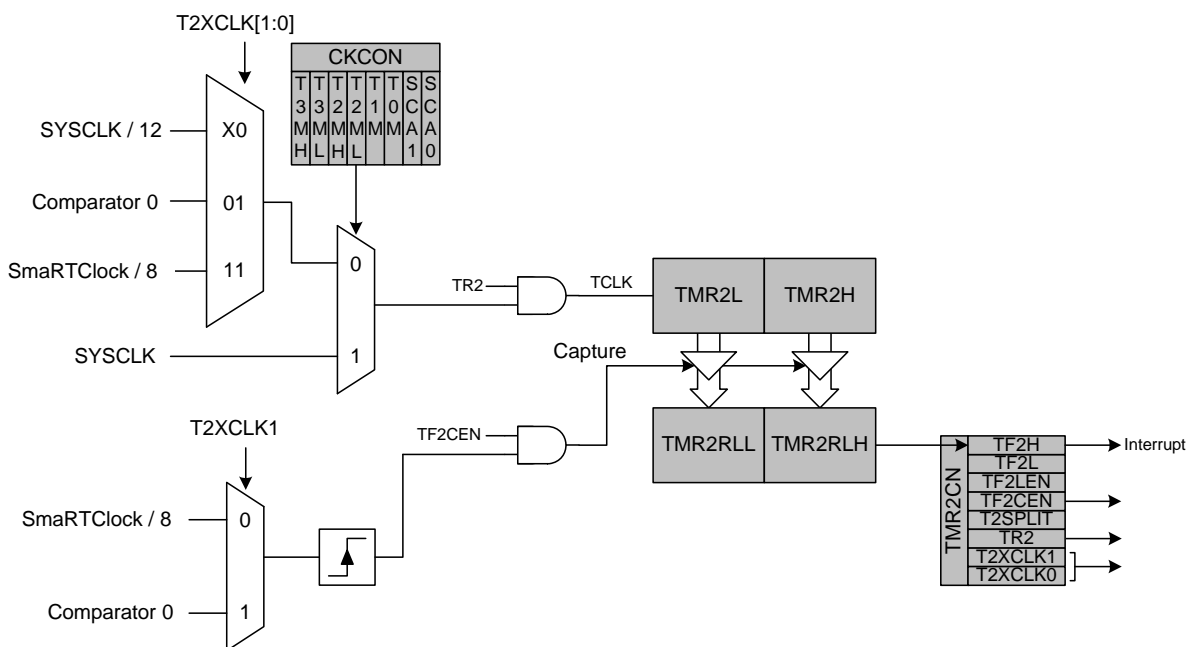 T2XCLK[1:0]
CKCON
T3MH
T3ML
T2MH
T2ML
T1M
T0M
SCA1
SCA0
SYSCLK / 12
X0
Comparator 0
01
SmaRTClock / 8
11
0
SYSCLK
1
TR2
TCLK
TMR2L
TMR2H
Capture
TMR2RLL
TMR2RLH
T2XCLK1
TF2CEN
SmaRTClock / 8
0
Comparator 0
1
TMR2CN
TF2H
TF2L
TF2LEN
TF2CEN
T2SPLIT
TR2
T2XCLK1
T2XCLK0
Interrupt